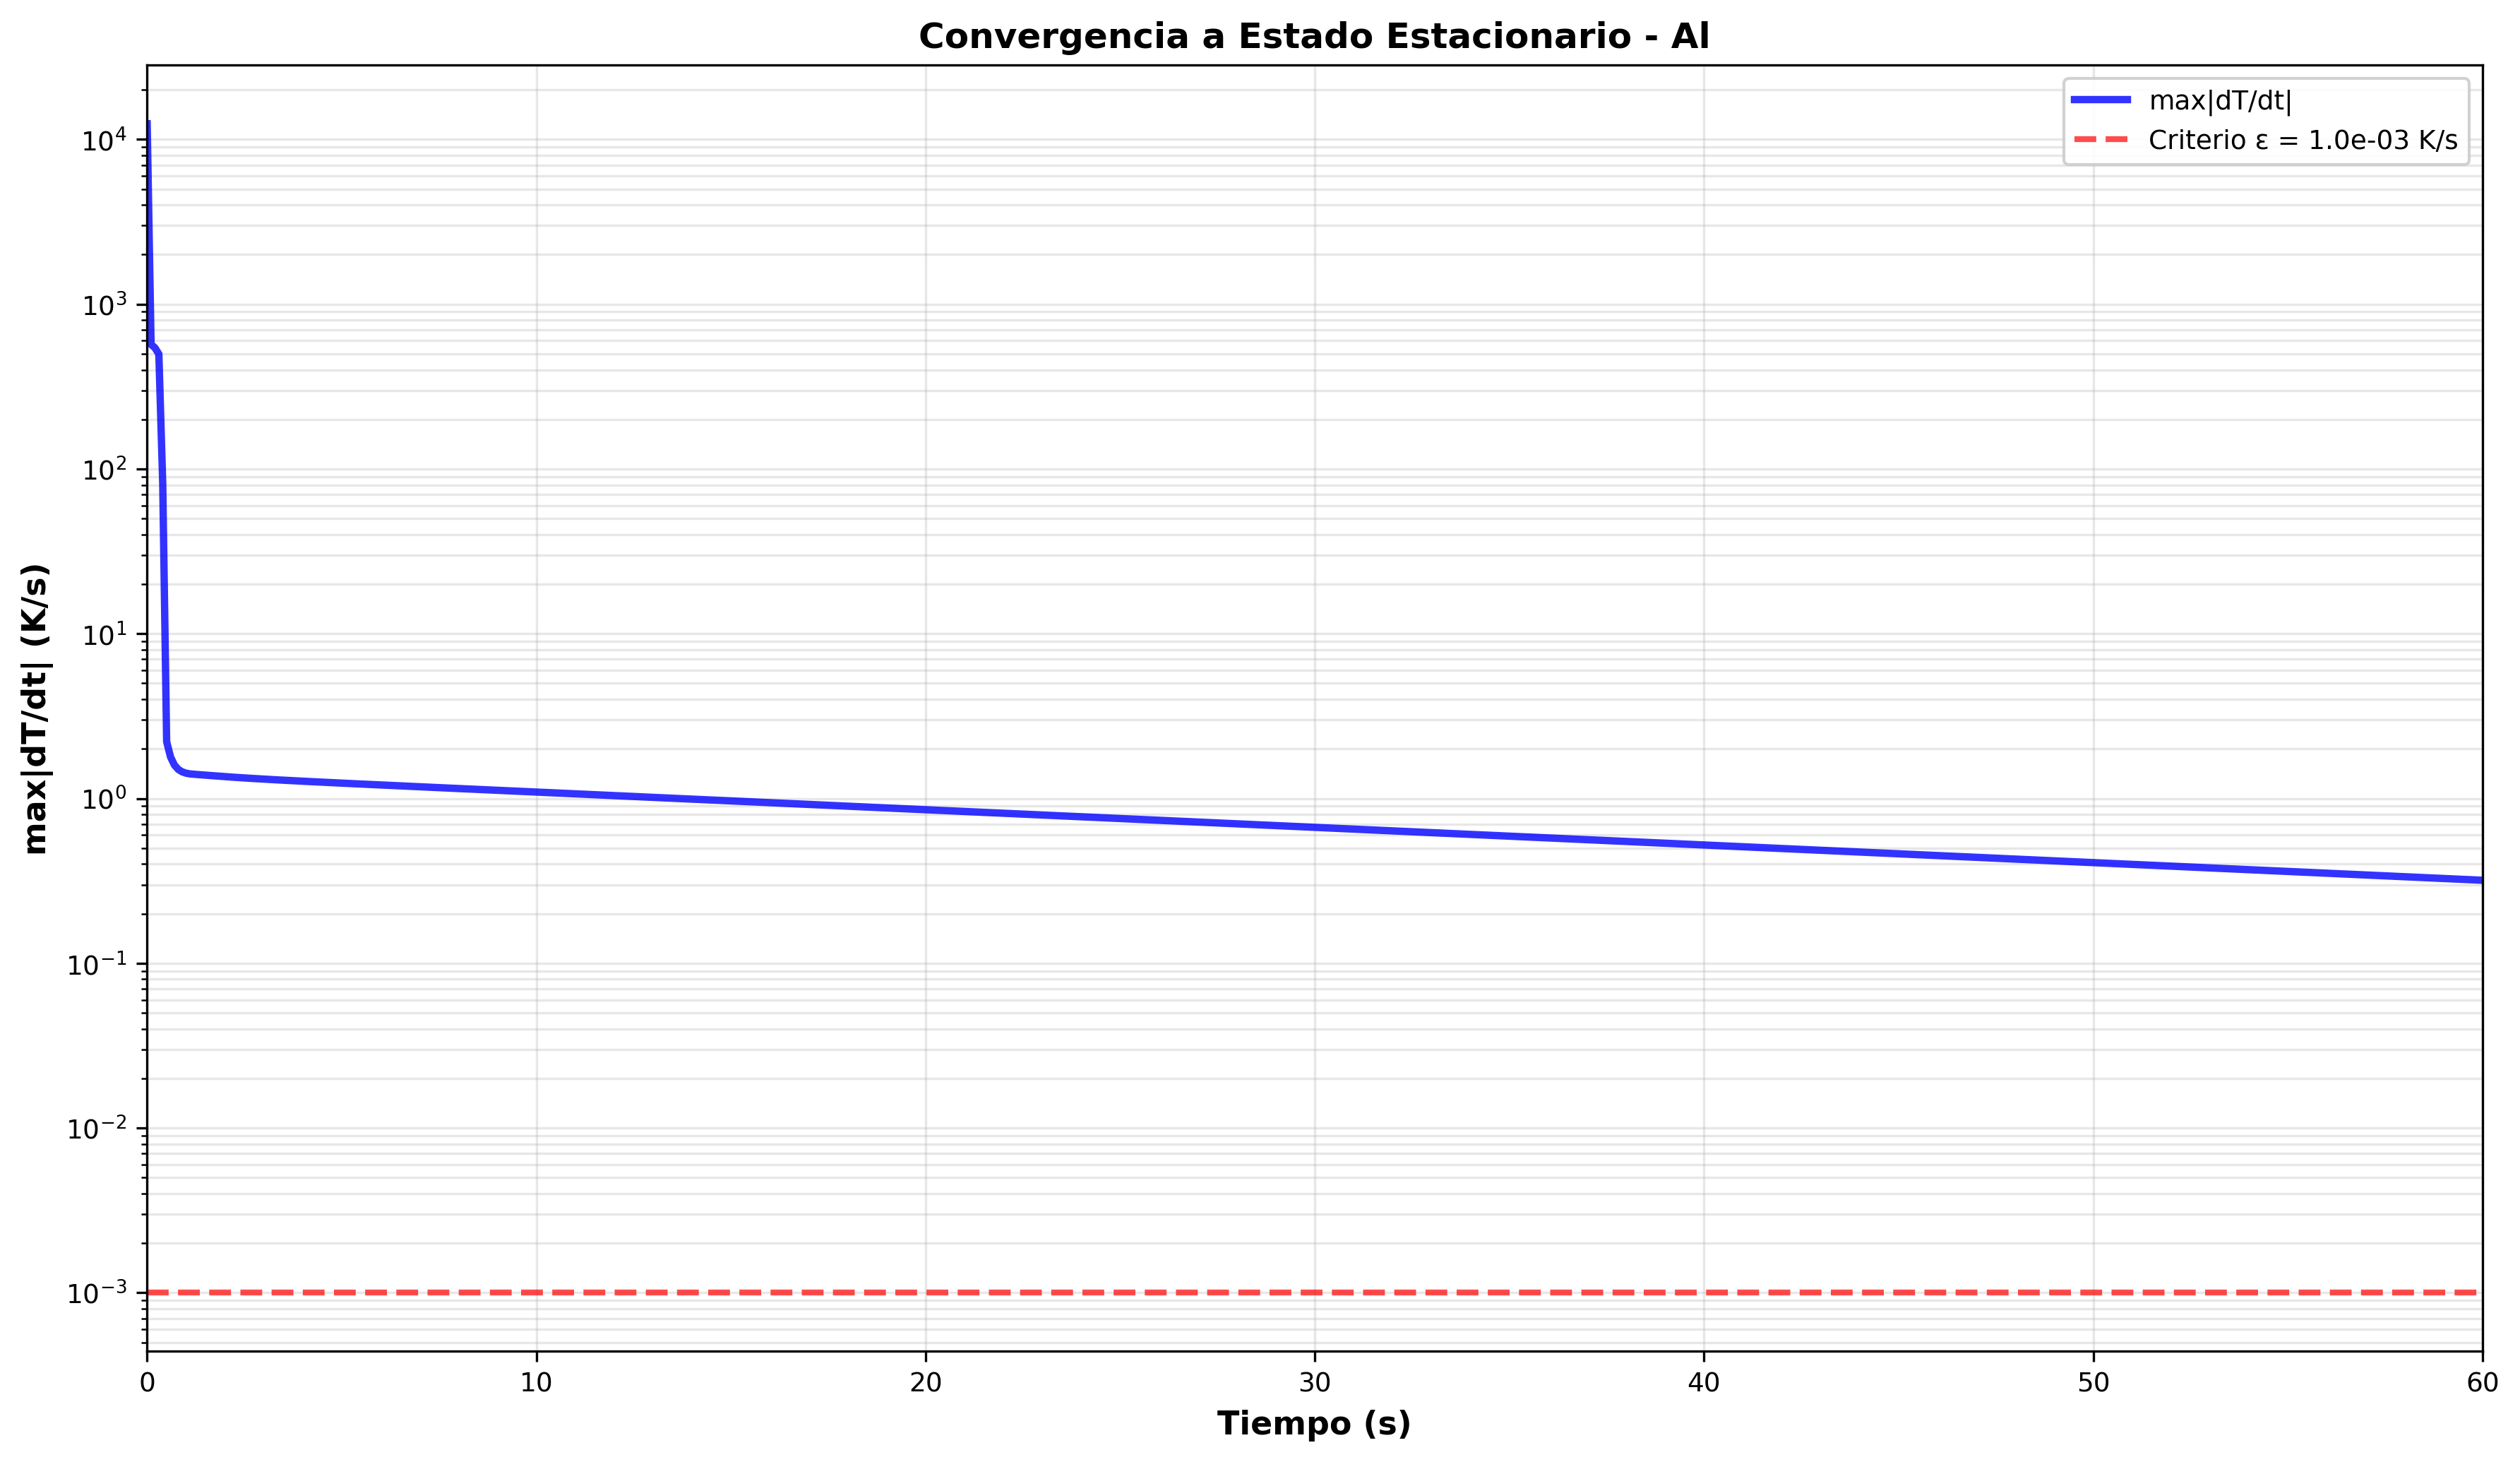 Convergencia a Estado Estacionario - Al
max|dT/dt|
Criterio ε = 1.0e-03 K/s
max|dT/dt| (K/s)
10⁴
10³
10²
10¹
10⁰
10⁻¹
10⁻²
10⁻³
0 10 20 30 40 50 60
Tiempo (s)